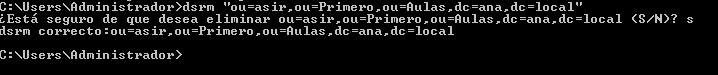 C:\Users\Administrador>dsrm "ou=asir,ou=Primero,ou=Aulas,dc=ana,dc=local"
¿Está seguro de que desea eliminar ou=asir,ou=Primero,ou=Aulas,dc=ana,dc=local (S/N)? s
dsrm correcto:ou=asir,ou=Primero,ou=Aulas,dc=ana,dc=local
C:\Users\Administrador>